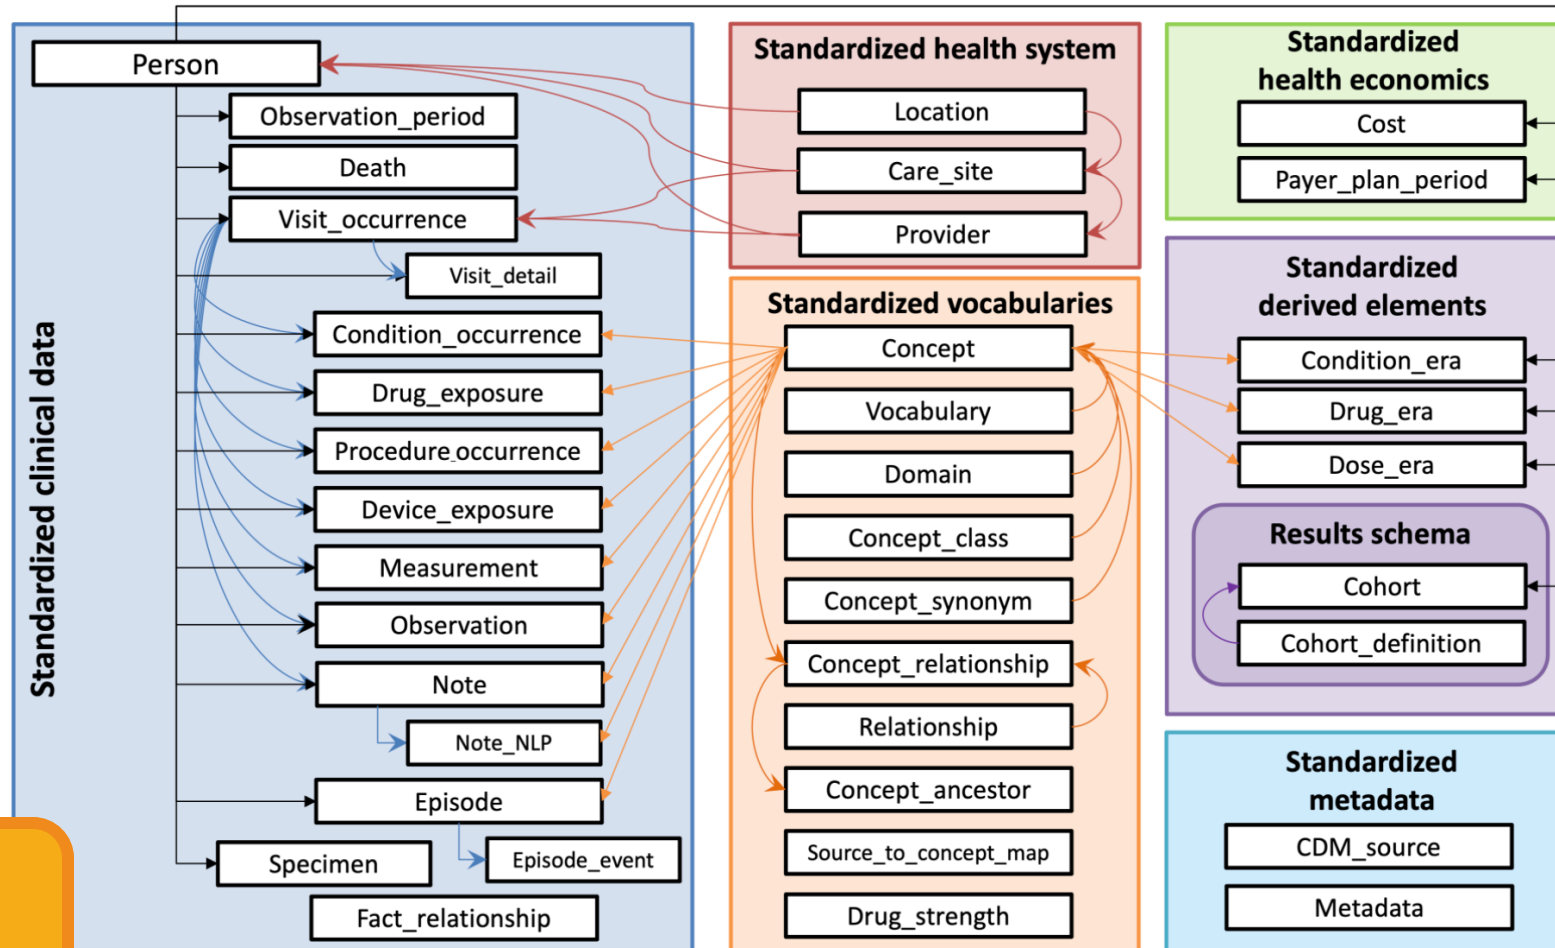 Standardized clinical data
Person
Observation_period
Death
Visit_occurrence
Visit_detail
Condition_occurrence
Drug_exposure
Procedure_occurrence
Device_exposure
Measurement
Observation
Note
Note_NLP
Episode
Episode_event
Specimen
Fact_relationship
Standardized health system
Location
Care_site
Provider
Standardized vocabularies
Concept
Vocabulary
Domain
Concept_class
Concept_synonym
Concept_relationship
Relationship
Concept_ancestor
Source_to_concept_map
Drug_strength
Standardized
health economics
Cost
Payer_plan_period
Standardized
derived elements
Condition_era
Drug_era
Dose_era
Results schema
Cohort
Cohort_definition
Standardized
metadata
CDM_source
Metadata